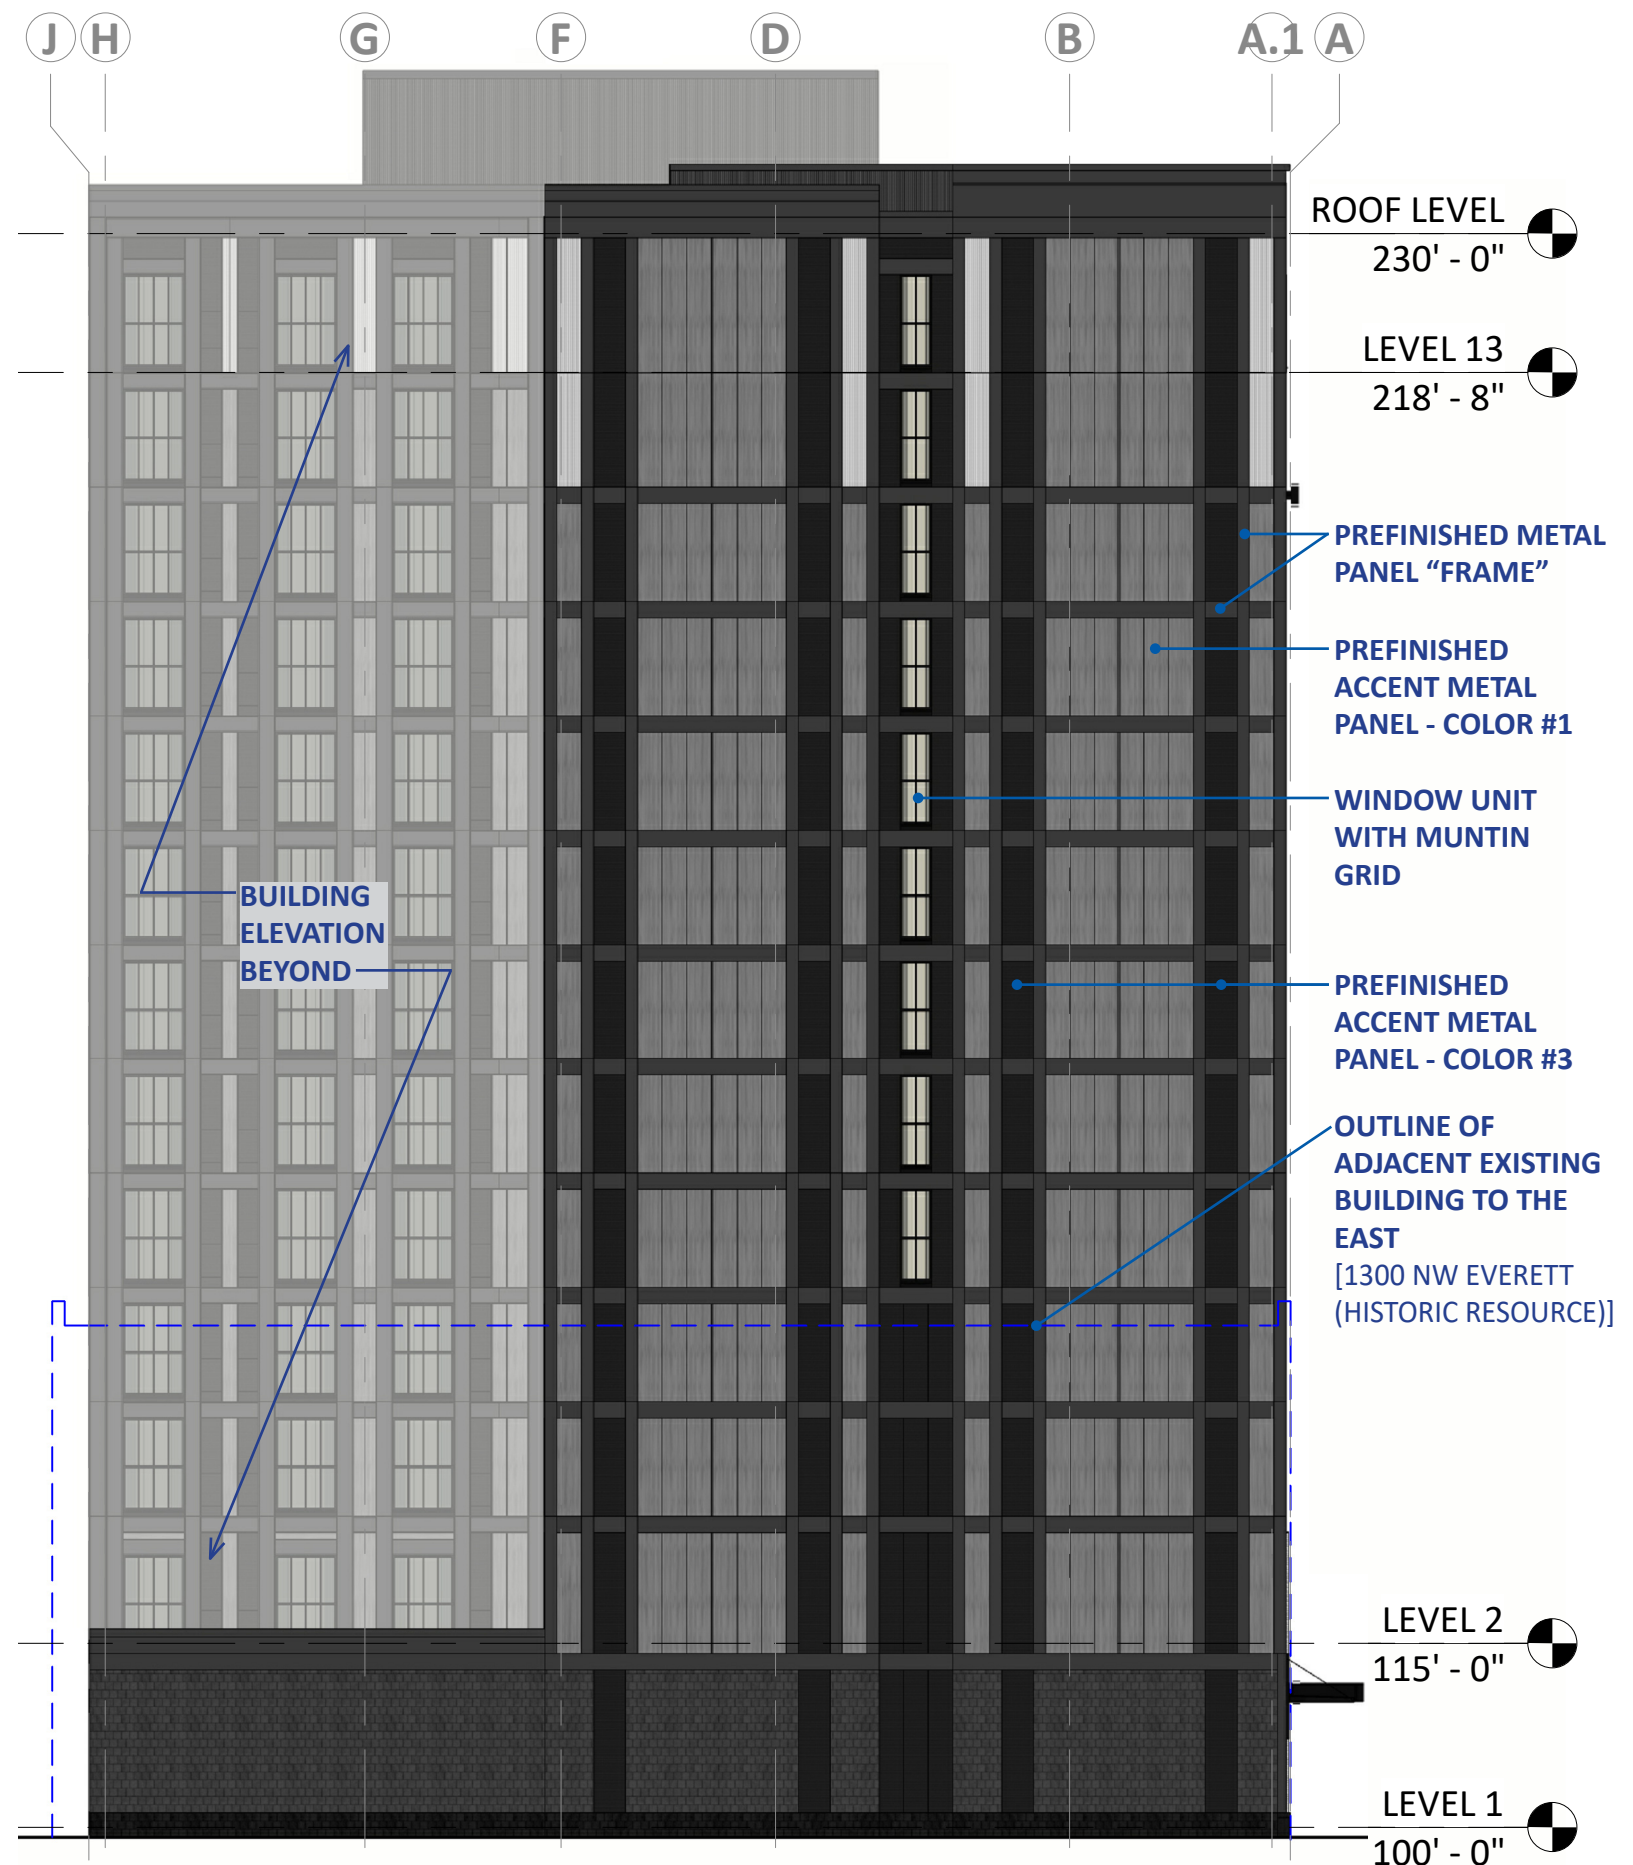 J H G F D B A.1 A
ROOF LEVEL
230' - 0"
LEVEL 13
218' - 8"
PREFINISHED METAL
PANEL “FRAME”
PREFINISHED
ACCENT METAL
PANEL - COLOR #1
WINDOW UNIT
WITH MUNTIN
GRID
BUILDING
ELEVATION
BEYOND
PREFINISHED
ACCENT METAL
PANEL - COLOR #3
OUTLINE OF
ADJACENT EXISTING
BUILDING TO THE
EAST
[1300 NW EVERETT
(HISTORIC RESOURCE)]
LEVEL 2
115' - 0"
LEVEL 1
100' - 0"